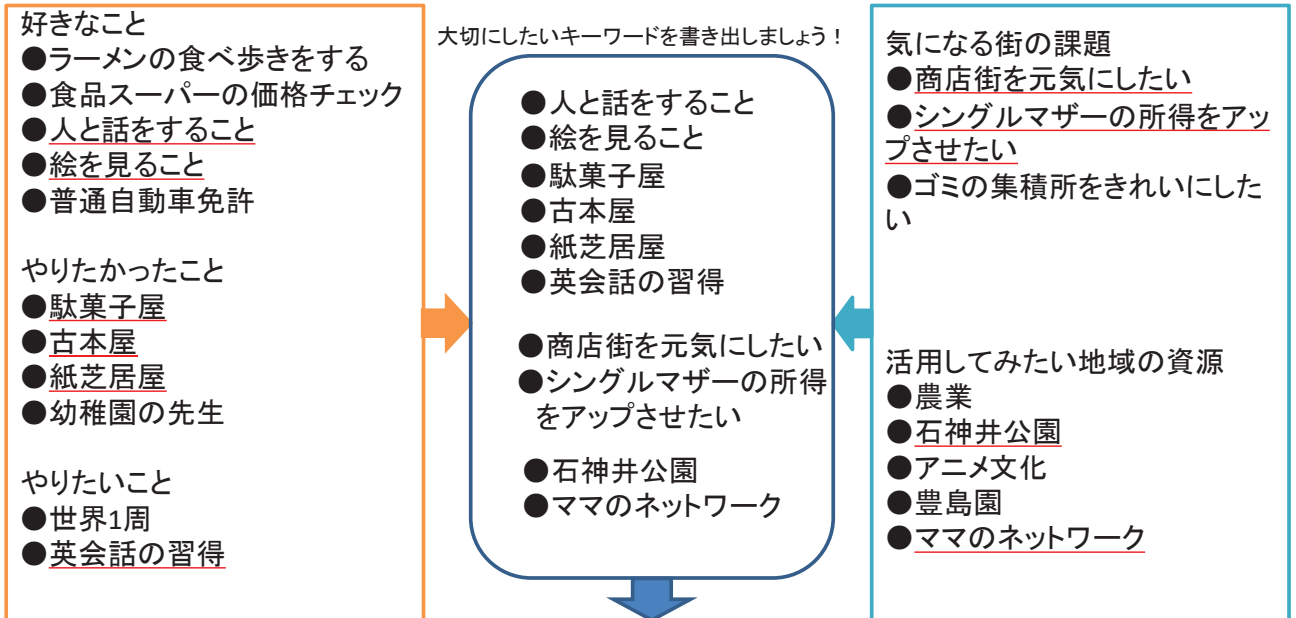 好きなこと
●ラーメンの食べ歩きをする
●食品スーパーの価格チェック
●人と話をすること
●絵を見ること
●普通自動車免許
やりたかったこと
●駄菓子屋
●古本屋
●紙芝居屋
●幼稚園の先生
やりたいこと
●世界1周
●英会話の習得
大切にしたいキーワードを書き出しましょう！
●人と話をすること
●絵を見ること
●駄菓子屋
●古本屋
●紙芝居屋
●英会話の習得
●商店街を元気にしたい
●シングルマザーの所得
をアップさせたい
●石神井公園
●ママのネットワーク
気になる街の課題
●商店街を元気にしたい
●シングルマザーの所得をアッ
プさせたい
●ゴミの集積所をきれいにした
い
活用してみたい地域の資源
●農業
●石神井公園
●アニメ文化
●豊島園
●ママのネットワーク